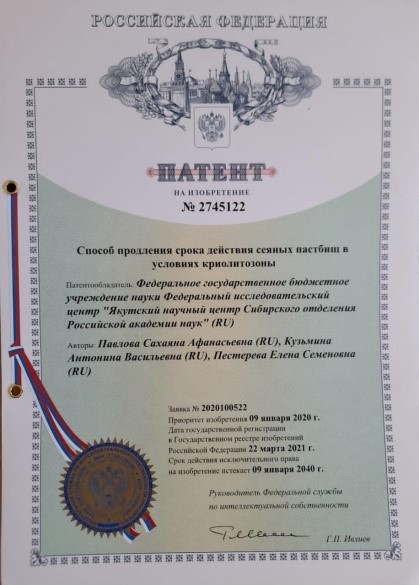 РОССИЙСКАЯ ФЕДЕРАЦИЯ
ПАТЕНТ
НА ИЗОБРЕТЕНИЕ
№ 2745122
Способ продления срока действия сеяных пастбищ в
условиях криолитозоны
Патентообладатель: Федеральное государственное бюджетное
учреждение науки Федеральный исследовательский
центр "Якутский научный центр Сибирского отделения
Российской академии наук" (RU)
Авторы: Павлова Сахаяна Афанасьевна (RU), Кузьмина
Антонина Васильевна (RU), Пестерева Елена Семеновна
(RU)
Заявка № 2020100522
Приоритет изобретения 09 января 2020 г.
Дата государственной регистрации
в Государственном реестре изобретений
Российской Федерации 22 марта 2021 г.
Срок действия исключительного права
на изобретение истекает 09 января 2040 г.
Руководитель Федеральной службы
по интеллектуальной собственности
Г.П. Ивлиев